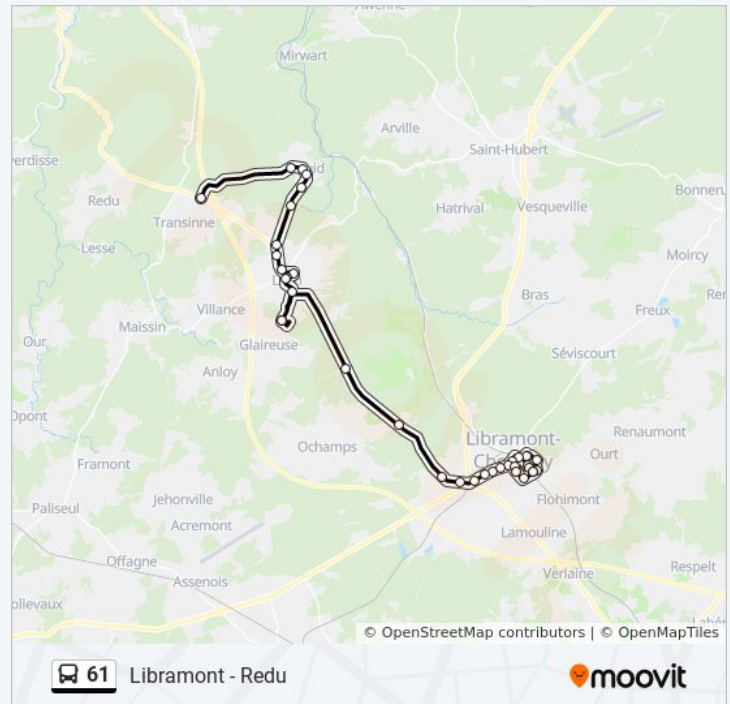 Awenne
Mirwart
Arville
Saint-Hubert
erdisse
Redu
Hatrival
Vesqueville
Bonneru
Transinne
Lesse
Moircy
Bras
Villance
Freux
Maissin
Our
Glaireuse
Séviscourt
Anloy
Opont
Libramont-
Renaumont
Ochamps
Ourt
Framont
Jehonville
Flohimont
Paliseul
Acremont
Lamouline
Offagne
Verlaine
Respelt
Assenois
ollevaux
© OpenStreetMap contributors | © OpenMapTiles
61 Libramont - Redu
moovit